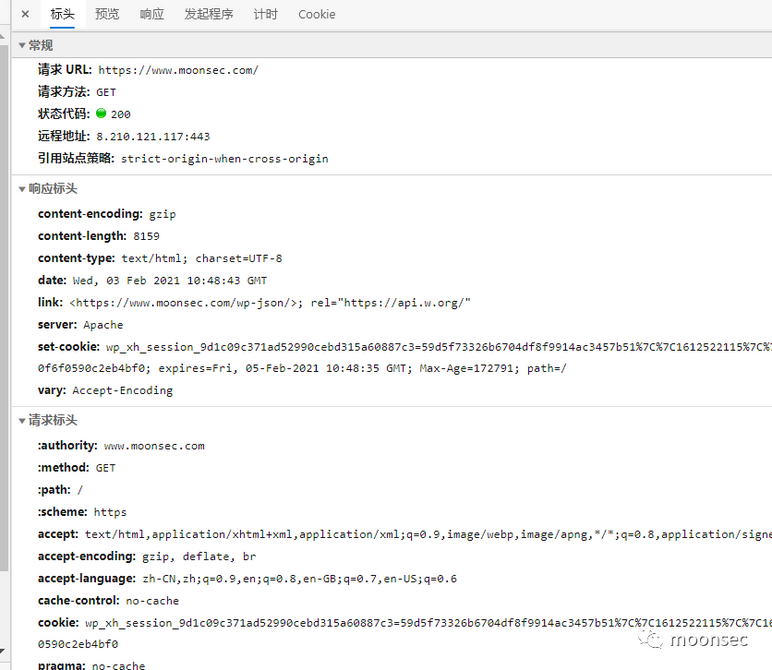 × 标头 预览 响应 发起程序 计时 Cookie
▼常规
请求 URL: https://www.moonsec.com/
请求方法: GET
状态代码: 200
远程地址: 8.210.121.117:443
引用站点策略: strict-origin-when-cross-origin
▼响应标头
content-encoding: gzip
content-length: 8159
content-type: text/html; charset=UTF-8
date: Wed, 03 Feb 2021 10:48:43 GMT
link: <https://www.moonsec.com/wp-json/>; rel="https://api.w.org/"
server: Apache
set-cookie: wp_xh_session_9d1c09c371ad52990cebd315a60887c3=59d5f73326b6704df8f9914ac3457b51%7C%7C1612522115%7C%7
0f6f0590c2eb4bf0; expires=Fri, 05-Feb-2021 10:48:35 GMT; Max-Age=172791; path=/
vary: Accept-Encoding
▼请求标头
:authority: www.moonsec.com
:method: GET
:path: /
:scheme: https
accept: text/html,application/xhtml+xml,application/xml;q=0.9,image/webp,image/apng,*/*;q=0.8,application/signe
accept-encoding: gzip, deflate, br
accept-language: zh-CN,zh;q=0.9,en;q=0.8,en-GB;q=0.7,en-US;q=0.6
cache-control: no-cache
cookie: wp_xh_session_9d1c09c371ad52990cebd315a60887c3=59d5f73326b6704df8f9914ac3457b51%7C%7C1612522115%7C%7C16
0590c2eb4bf0
moonsec
pragma: no-cache